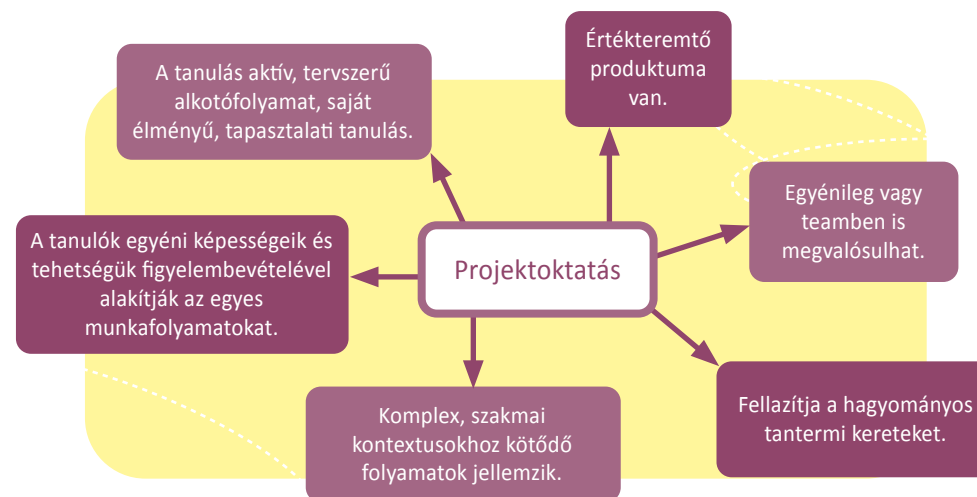 Értékteremtő
produktuma
van.
A tanulás aktív, tervszerű
alkotófolyamat, saját
élményű, tapasztalati tanulás.
Egyénileg vagy
teamben is
megvalósulhat.
A tanulók egyéni képességeik és
tehetségük figyelembevételével
alakítják az egyes
munkafolyamatokat.
Projektoktatás
Fellazítja a hagyományos
tantermi kereteket.
Komplex, szakmai
kontextusokhoz kötődő
folyamatok jellemzik.